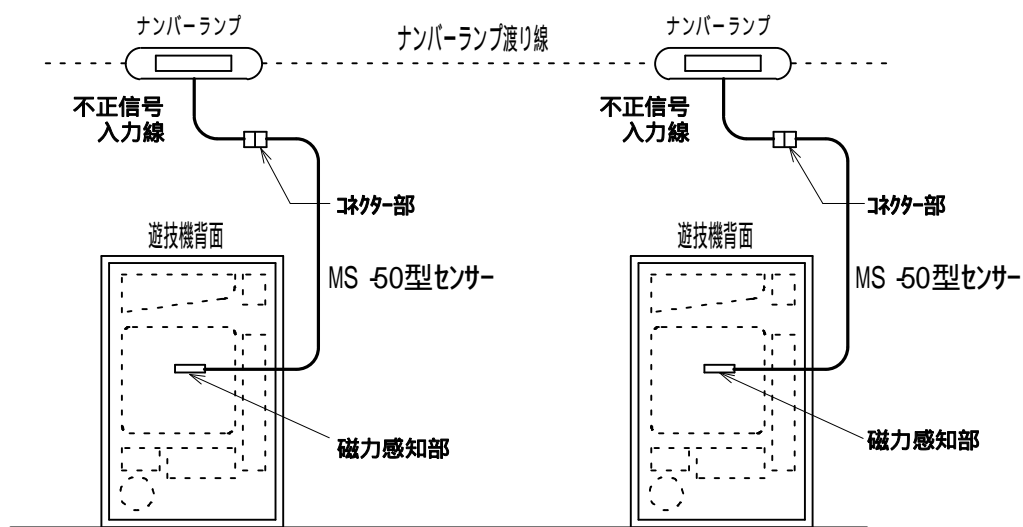 ナンバーランプ
ナンバーランプ渡り線
ナンバーランプ
不正信号
入力線
不正信号
入力線
コネクター部
コネクター部
遊技機背面
遊技機背面
MS -50型センサー
MS -50型センサー
磁力感知部
磁力感知部